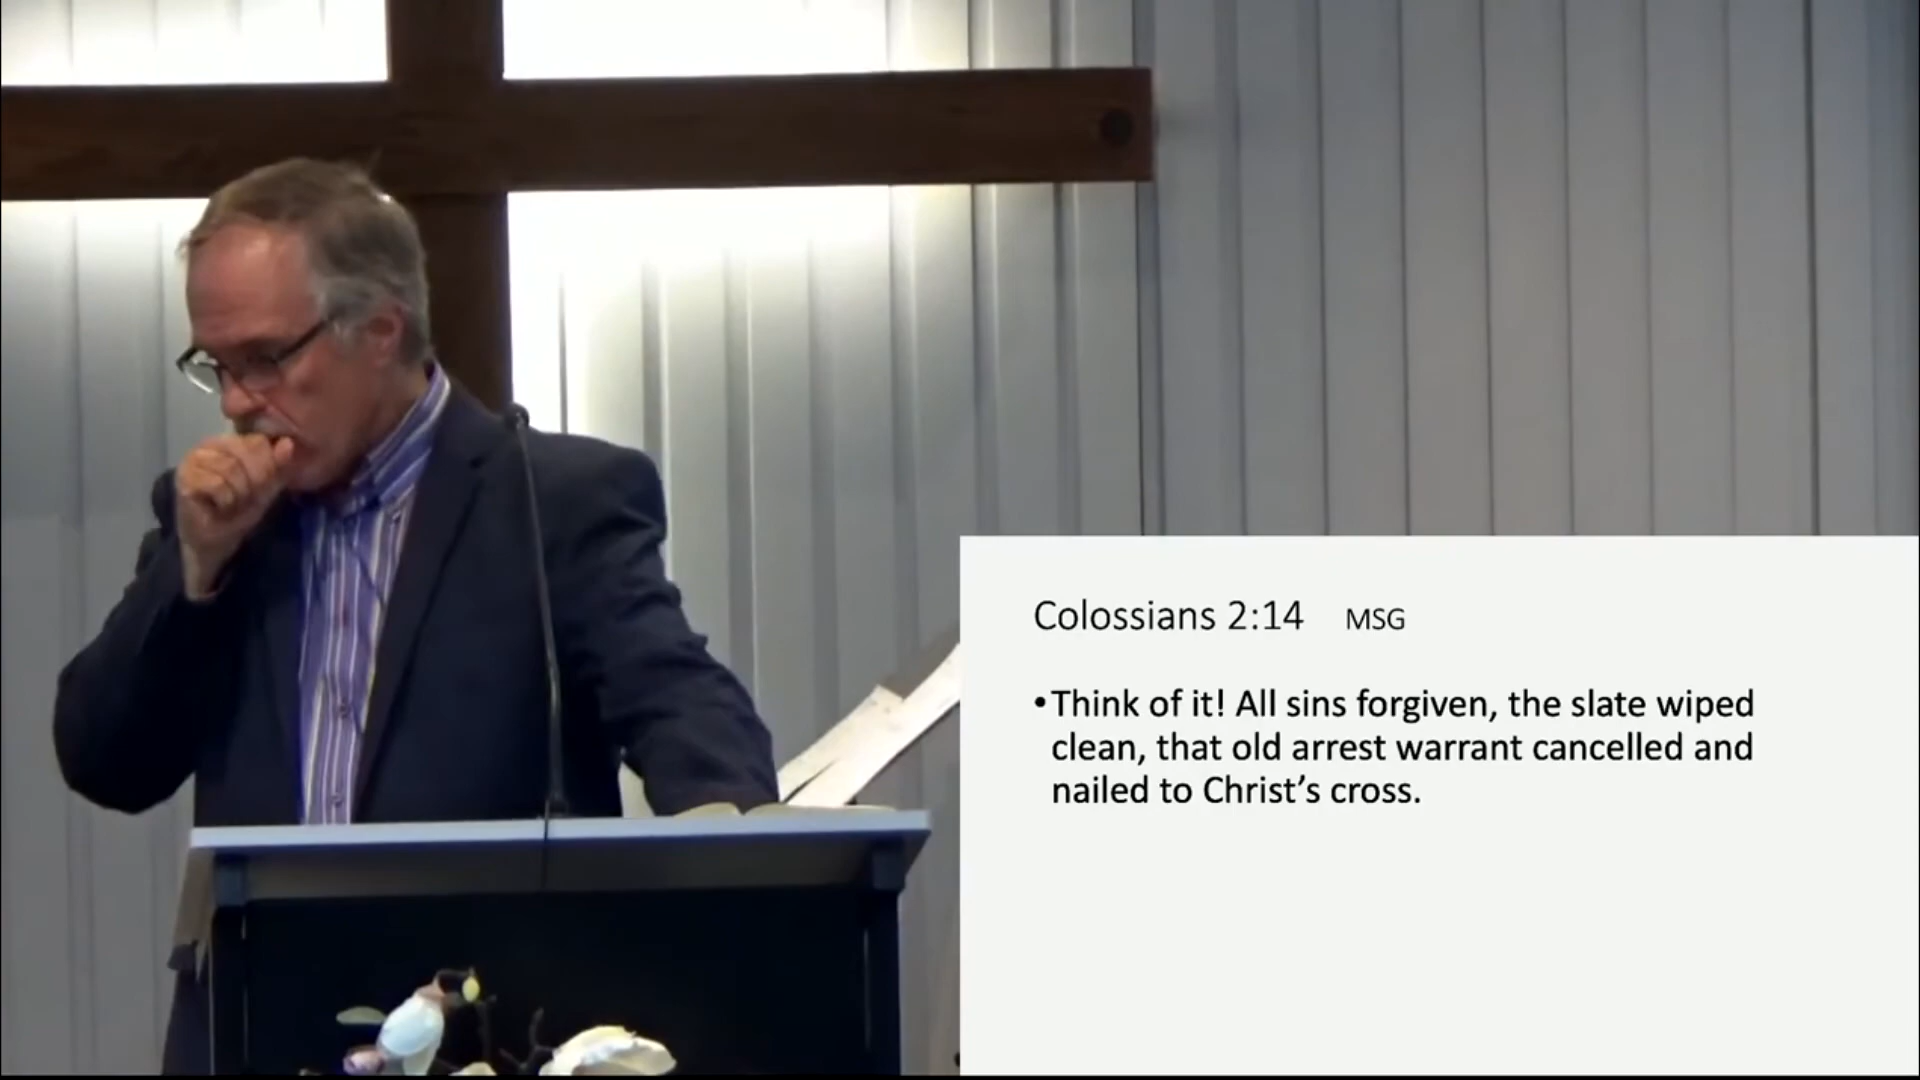 Colossians 2:14 MSG
•Think of it! All sins forgiven, the slate wiped
clean, that old arrest warrant cancelled and
nailed to Christ’s cross.